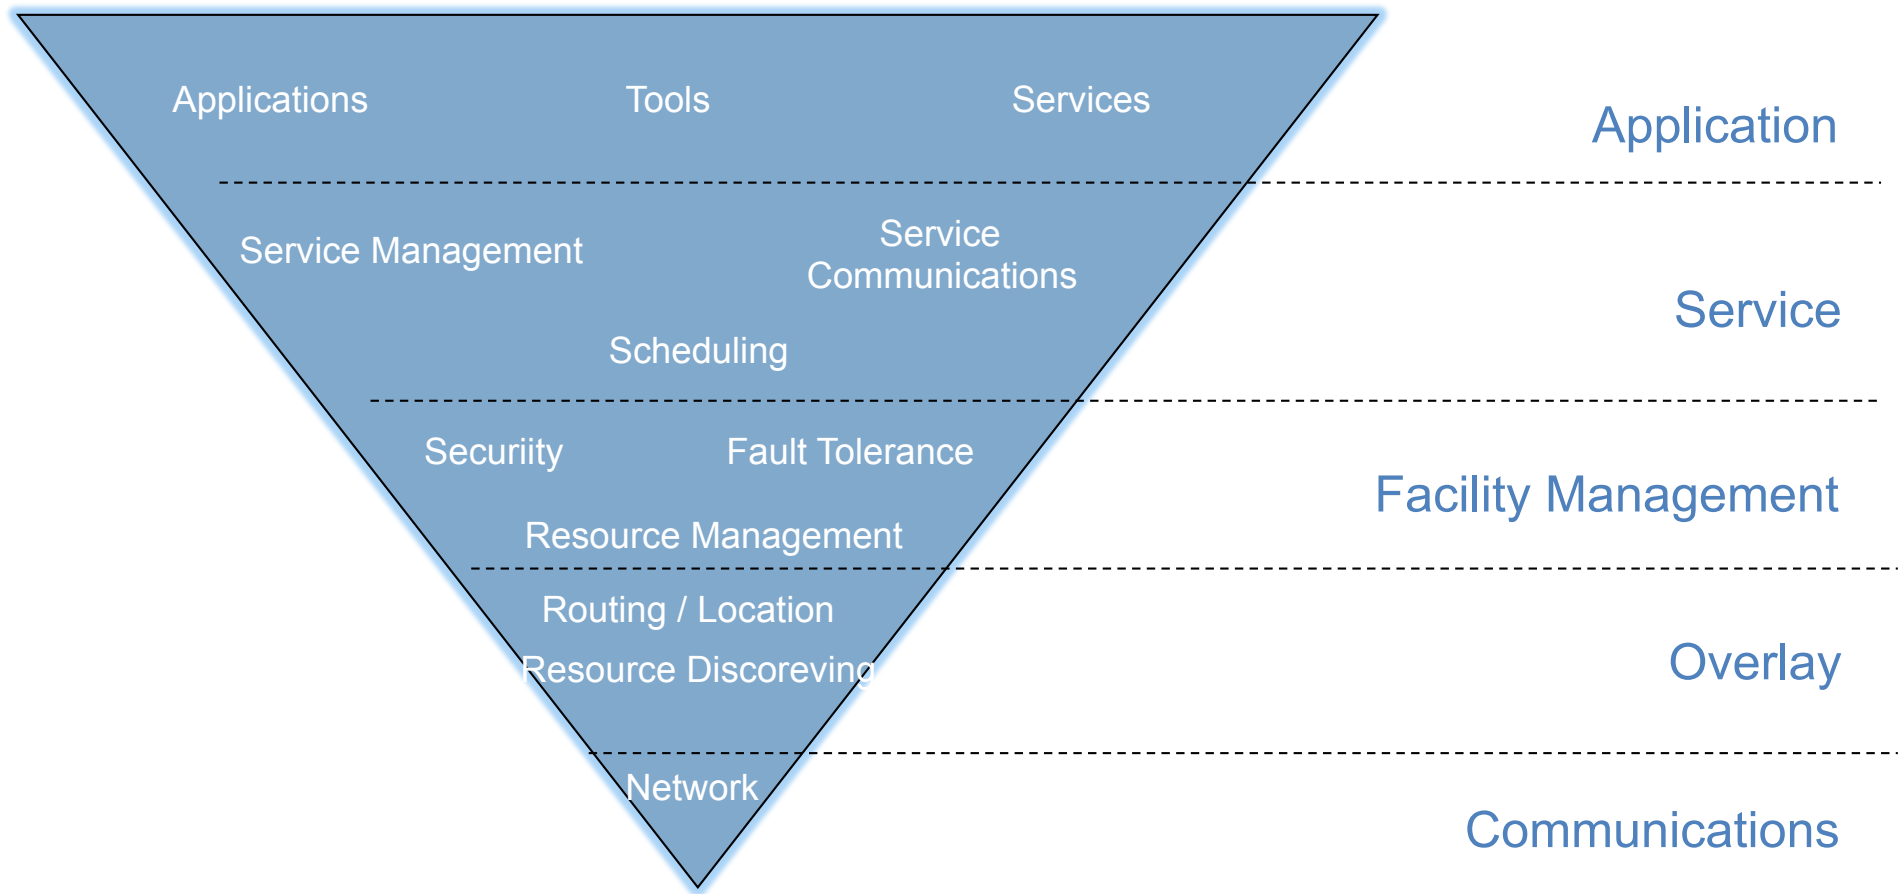 Applications
Tools
Services
Application
Service Management
Service
Communications
Service
Scheduling
Securiity
Fault Tolerance
Facility Management
Resource Management
Routing / Location
Overlay
Resource Discoreving
Network
Communications